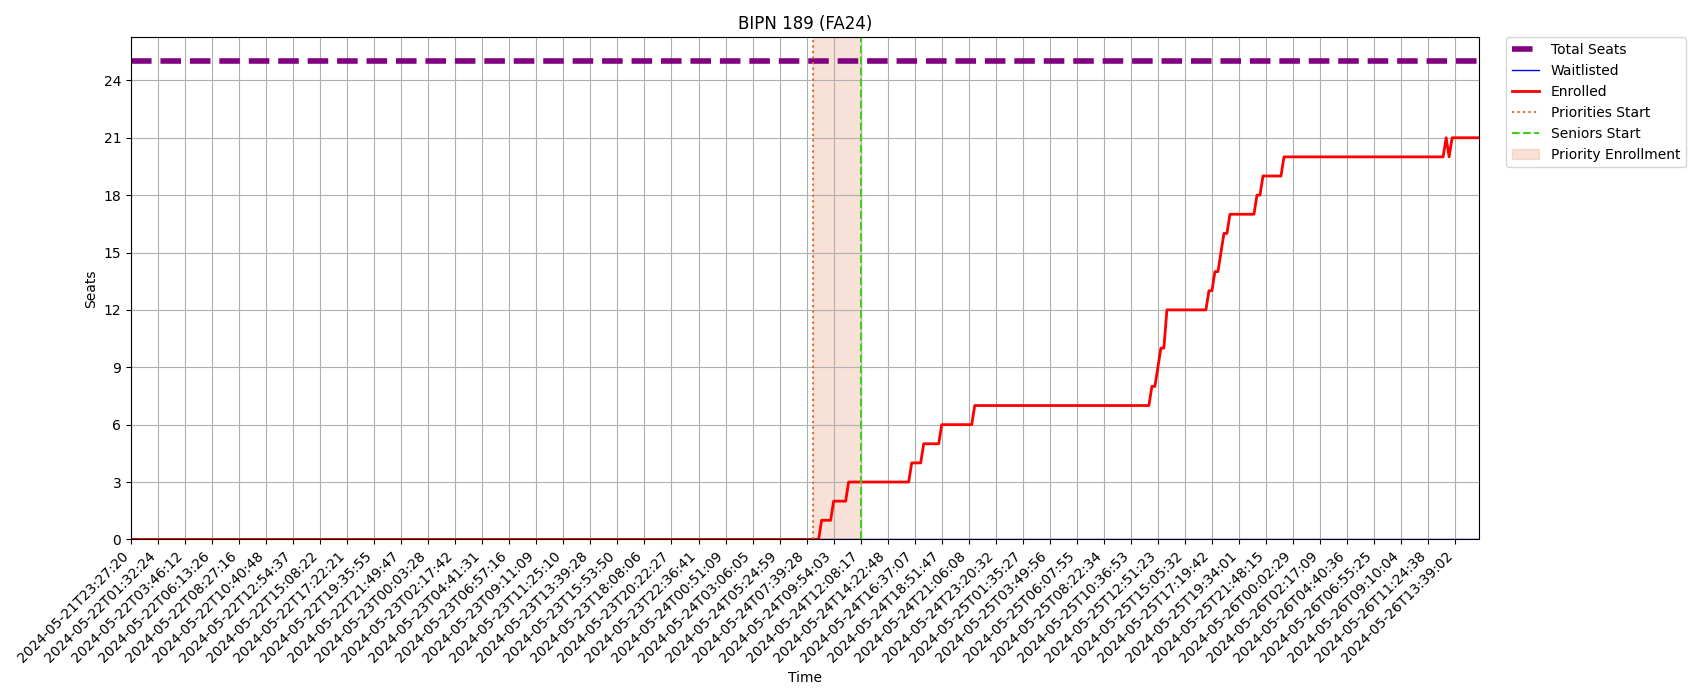 BIPN 189 (FA24)
Total Seats
Waitlisted
Enrolled
Priorities Start
Seniors Start
Priority Enrollment
Seats
24
21
18
15
12
9
6
3
0
2024-05-21T23:27:20
2024-05-22T01:32:24
2024-05-22T03:46:12
2024-05-22T06:13:26
2024-05-22T08:27:16
2024-05-22T10:40:48
2024-05-22T12:54:37
2024-05-22T15:08:22
2024-05-22T17:22:21
2024-05-22T19:35:55
2024-05-22T21:49:47
2024-05-23T00:03:28
2024-05-23T02:17:42
2024-05-23T04:41:31
2024-05-23T06:57:16
2024-05-23T09:11:09
2024-05-23T11:25:10
2024-05-23T13:39:28
2024-05-23T15:53:50
2024-05-23T18:08:06
2024-05-23T20:22:27
2024-05-23T22:36:41
2024-05-24T00:51:09
2024-05-24T03:06:05
2024-05-24T05:24:59
2024-05-24T07:39:28
2024-05-24T09:54:03
2024-05-24T12:08:17
2024-05-24T14:22:48
2024-05-24T16:37:07
2024-05-24T18:51:47
2024-05-24T21:06:08
2024-05-24T23:20:32
2024-05-25T01:35:27
2024-05-25T03:49:56
2024-05-25T06:07:55
2024-05-25T08:22:34
2024-05-25T10:36:53
2024-05-25T12:51:23
2024-05-25T15:05:32
2024-05-25T17:19:42
2024-05-25T19:34:01
2024-05-25T21:48:15
2024-05-26T00:02:29
2024-05-26T02:17:09
2024-05-26T04:40:36
2024-05-26T06:55:25
2024-05-26T09:10:04
2024-05-26T11:24:38
2024-05-26T13:39:02
Time